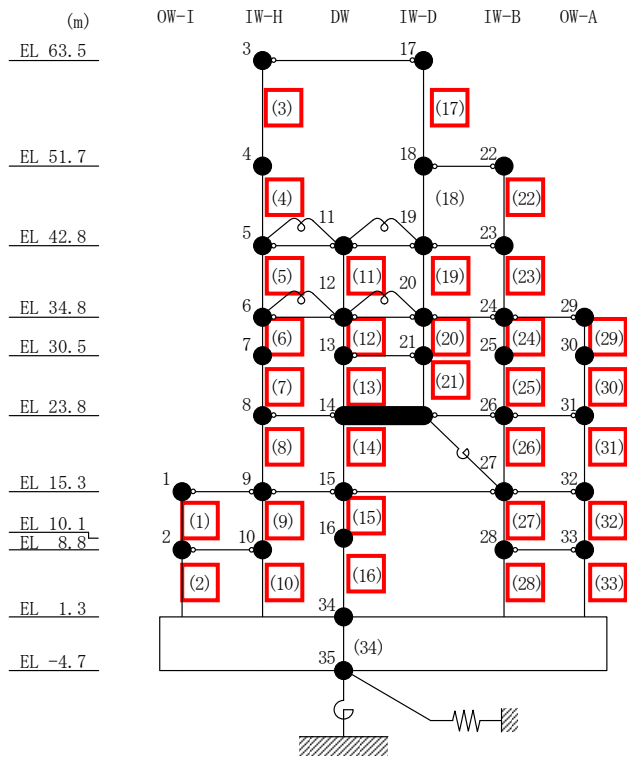 (m) OW-I IW-H DW IW-D IW-B OW-A
EL 63.5 3 17
(3) (17)
EL 51.7 4 18 22
(4) (18) (22)
11 19
EL 42.8 5 23
(5) (11) (19) (23)
12 20
EL 34.8 6 24 29
(6) (12) (20) (24) (29)
EL 30.5 7 13 21 25 30
(7) (13) (21) (25) (30)
EL 23.8 8 14 26 31
(8) (14) (26) (31)
27
EL 15.3 1 9 15 32
(1) (9) (15) (27) (32)
EL 10.1 16
EL 8.8 2 10 28 33
(2) (10) (16) (28) (33)
EL 1.3 34
(34)
EL -4.7 35